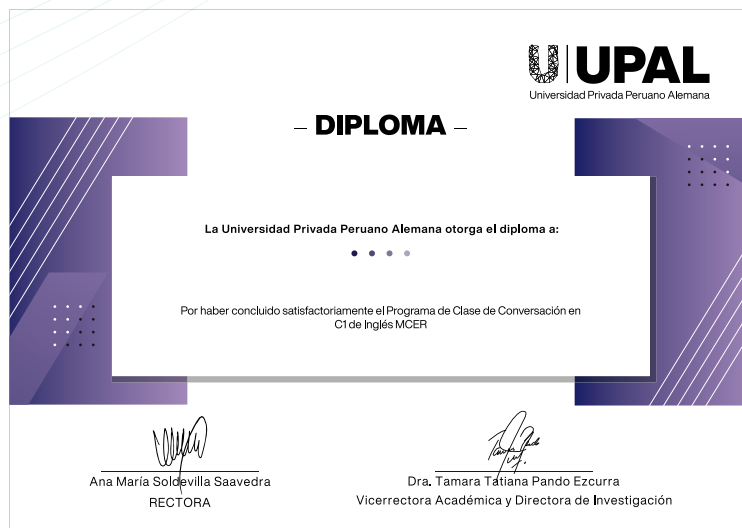 UPAL
Universidad Privada Peruano Alemana
– DIPLOMA –
La Universidad Privada Peruano Alemana otorga el diploma a:
Por haber concluido satisfactoriamente el Programa de Clase de Conversación en
C1 de Inglés MCER
Ana María Soldevilla Saavedra
RECTORA
Dra. Tamara Tatiana Pando Ezcurra
Vicerrectora Académica y Directora de Investigación